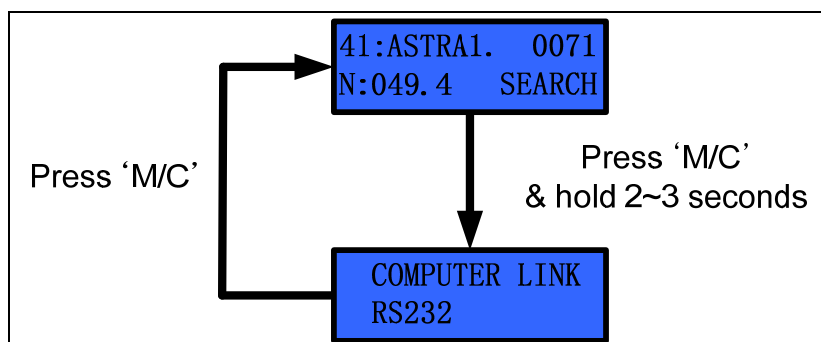 41:ASTRA1. 0071
N:049.4 SEARCH
Press ‘M/C’
Press ‘M/C’
& hold 2~3 seconds
COMPUTER LINK
RS232